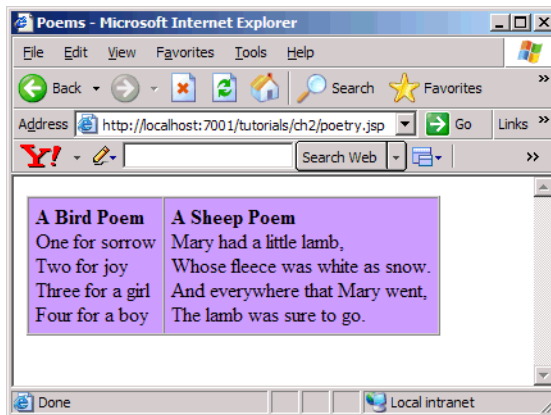 Poems - Microsoft Internet Explorer
File Edit View Favorites Tools Help
Back Search Favorites »
Address http://localhost:7001/tutorials/ch2/poetry.jsp Go Links »
Y! Search Web »
A Bird Poem
One for sorrow
Two for joy
Three for a girl
Four for a boy
A Sheep Poem
Mary had a little lamb,
Whose fleece was white as snow.
And everywhere that Mary went,
The lamb was sure to go.
Done Local intranet